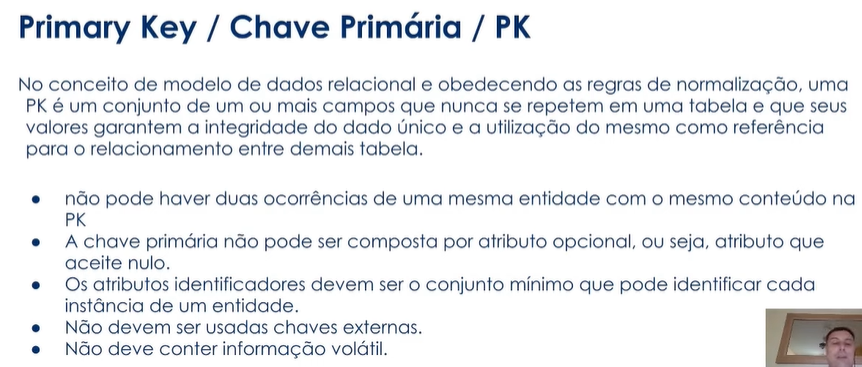 Primary Key / Chave Primária / PK
No conceito de modelo de dados relacional e obedecendo as regras de normalização, uma
PK é um conjunto de um ou mais campos que nunca se repetem em uma tabela e que seus
valores garantem a integridade do dado único e a utilização do mesmo como referência
para o relacionamento entre demais tabela.
● não pode haver duas ocorrências de uma mesma entidade com o mesmo conteúdo na
PK
● A chave primária não pode ser composta por atributo opcional, ou seja, atributo que
aceite nulo.
● Os atributos identificadores devem ser o conjunto mínimo que pode identificar cada
instância de um entidade.
● Não devem ser usadas chaves externas.
● Não deve conter informação volátil.